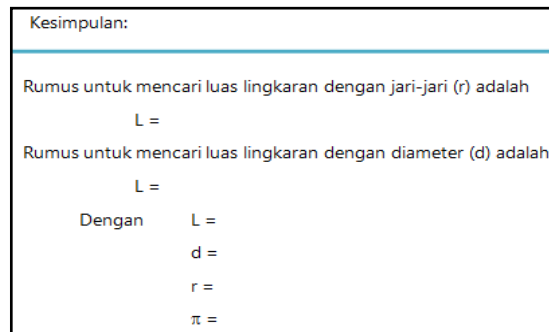 Kesimpulan:
Rumus untuk mencari luas lingkaran dengan jari-jari (r) adalah
L =
Rumus untuk mencari luas lingkaran dengan diameter (d) adalah
L =
Dengan L =
d =
r =
π =